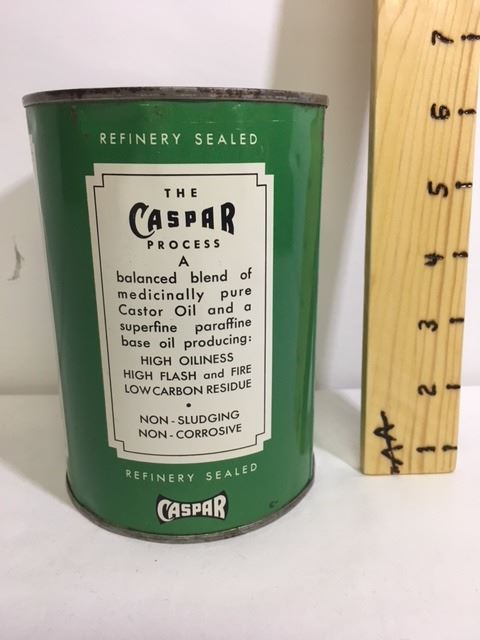 REFINERY SEALED
THE
CASPAR
PROCESS
A
balanced blend of
medicinally pure
Castor Oil and a
superfine paraffine
base oil producing:
HIGH OILINESS
HIGH FLASH and FIRE
LOW CARBON RESIDUE
•
NON-SLUDGING
NON-CORROSIVE
REFINERY SEALED
CASPAR
7
6
5
4
3
2
1
AA